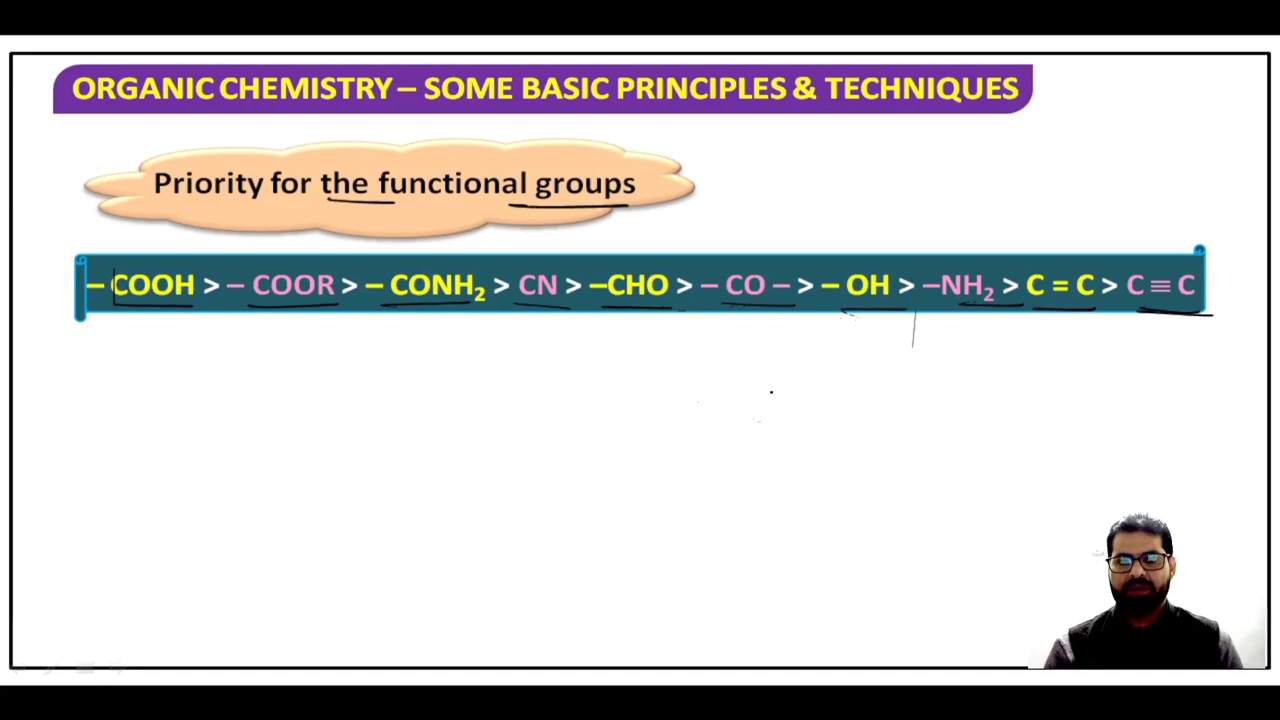 ORGANIC CHEMISTRY – SOME BASIC PRINCIPLES & TECHNIQUES
Priority for the functional groups
– COOH > – COOR > – CONH₂ > CN > –CHO > – CO – > – OH > –NH₂ > C = C > C ≡ C